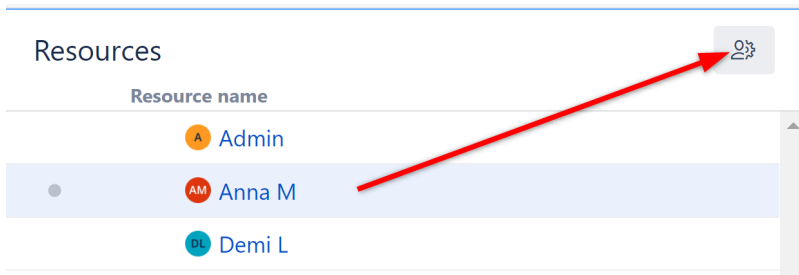 Resources
Resource name
A Admin
AM Anna M
DL Demi L